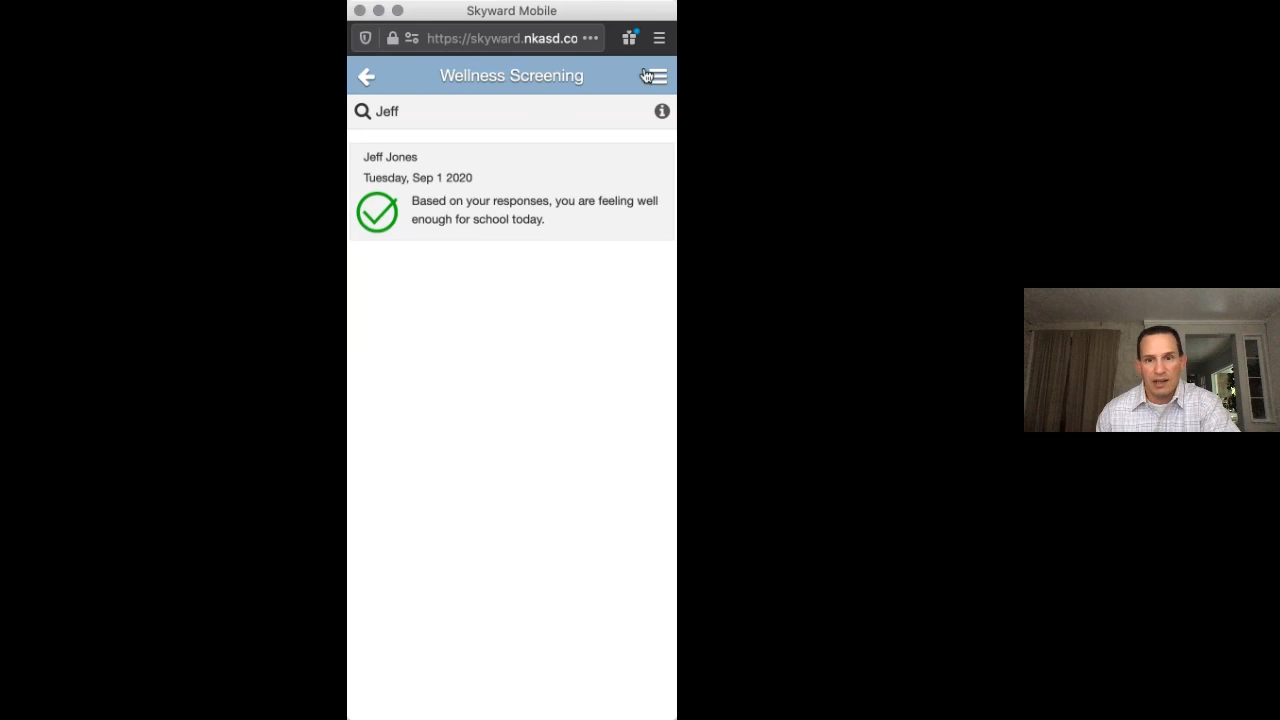 Skyward Mobile
https://skyward.nkasd.co
Wellness Screening
Jeff
Jeff Jones
Tuesday, Sep 1 2020
Based on your responses, you are feeling well
enough for school today.